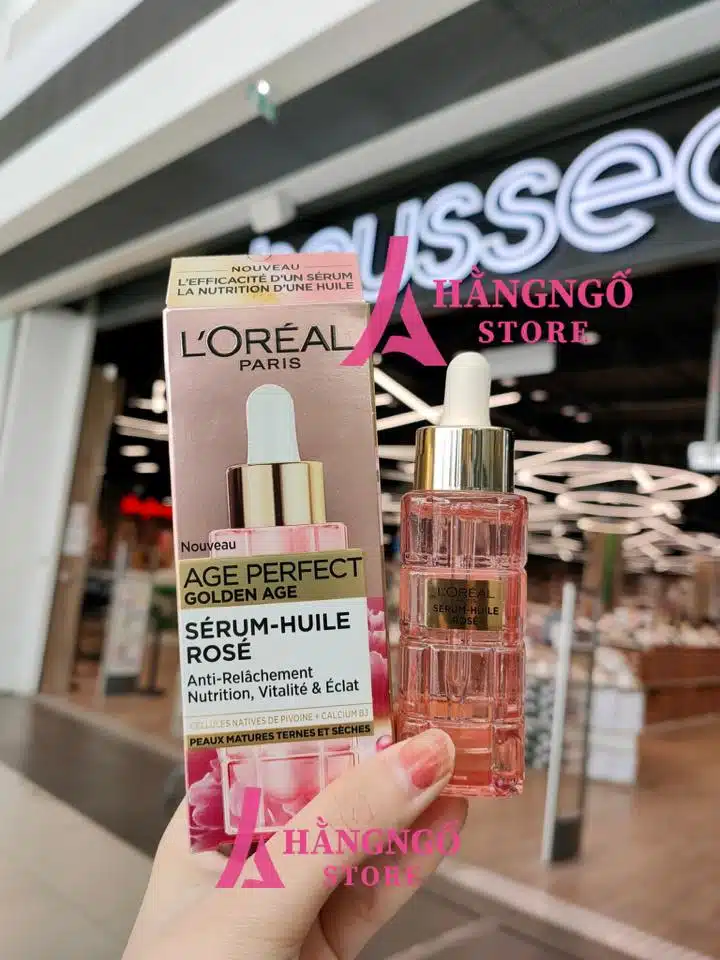 NOUVEAU
L'EFFICACITÉ D'UN SÉRUM
LA NUTRITION D'UNE HUILE
L'ORÉAL
PARIS
Nouveau
AGE PERFECT
GOLDEN AGE
SÉRUM-HUILE
ROSÉ
Anti-Relâchement
Nutrition, Vitalité & Éclat
CELLULES NATIVES DE PIVOINE + CALCIUM B3
PEAUX MATURES TERNES ET SÈCHES
L'ORÉAL
SÉRUM-HUILE
ROSÉ
HẰNGNGỐ
STORE
HẰNGNGỐ
STORE